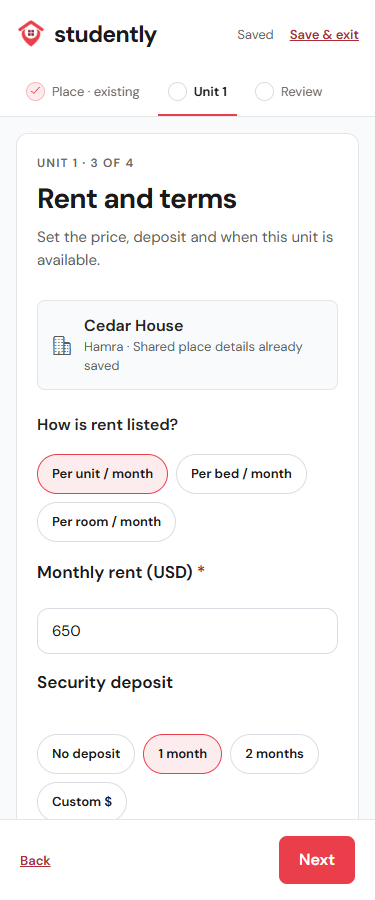 studently
Saved
Save & exit
Place · existing
Unit 1
Review
UNIT 1 · 3 OF 4
Rent and terms
Set the price, deposit and when this unit is
available.
Cedar House
Hamra · Shared place details already
saved
How is rent listed?
Per unit / month
Per bed / month
Per room / month
Monthly rent (USD) *
650
Security deposit
No deposit
1 month
2 months
Custom $
Back
Next